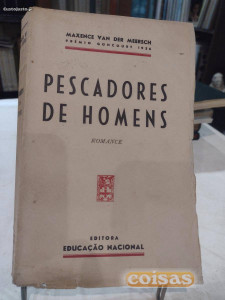 MAXENCE VAN DER MEERSCH
PRÉMIO GONCOURT 1936
PESCADORES
DE HOMENS
ROMANCE
EDITORA
EDUCAÇÃO NACIONAL
coisas